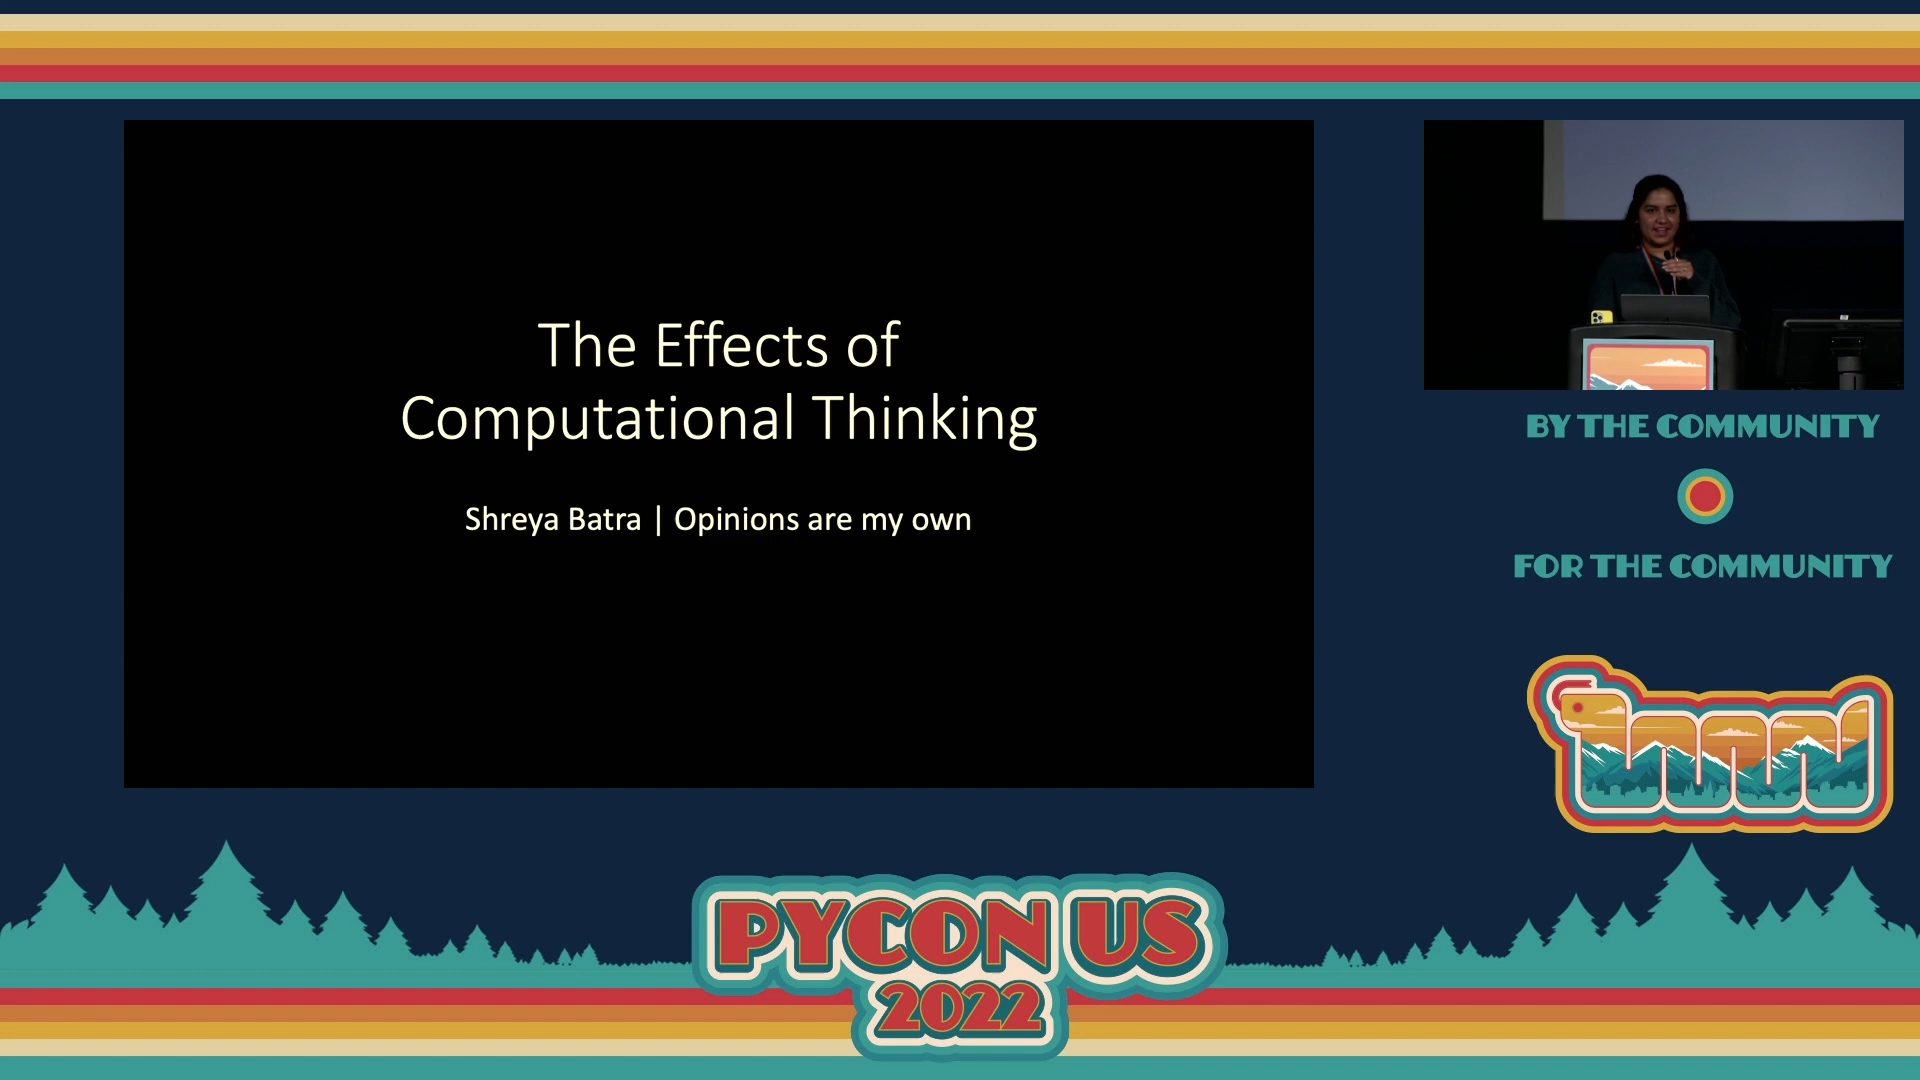 The Effects of
Computational Thinking
Shreya Batra | Opinions are my own
BY THE COMMUNITY
FOR THE COMMUNITY
PYCON US
2022